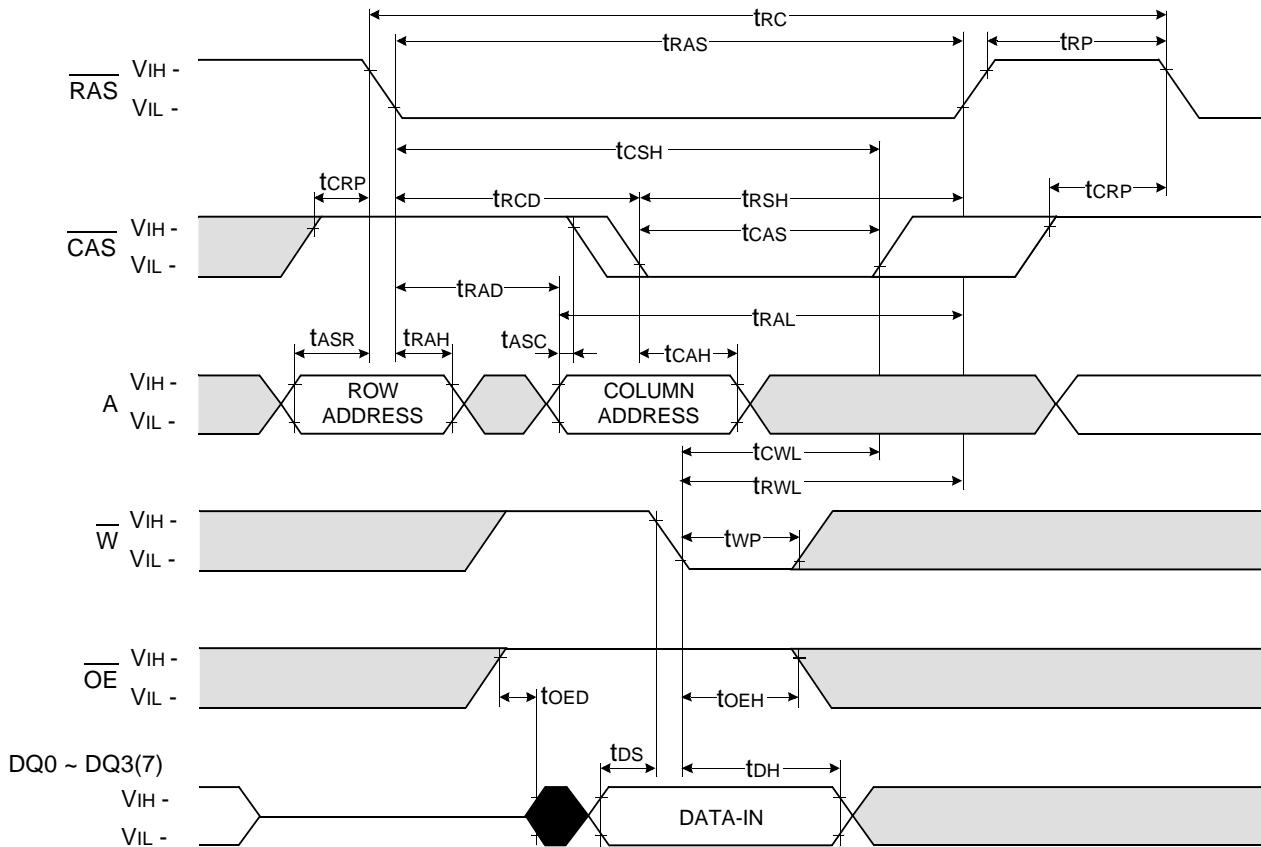 tRC
tRAS
tRP
RAS
VIH -
VIL -
tCSH
tCRP
tRCD
tRSH
tCRP
CAS
VIH -
VIL -
tCAS
tRAD
tRAL
tASR
tRAH
tASC
tCAH
A
VIH -
VIL -
ROW
ADDRESS
COLUMN
ADDRESS
tCWL
tRWL
W
VIH -
VIL -
tWP
OE
VIH -
VIL -
tOED
tOEH
DQ0 ~ DQ3(7)
tDS
tDH
VIH -
VIL -
DATA-IN